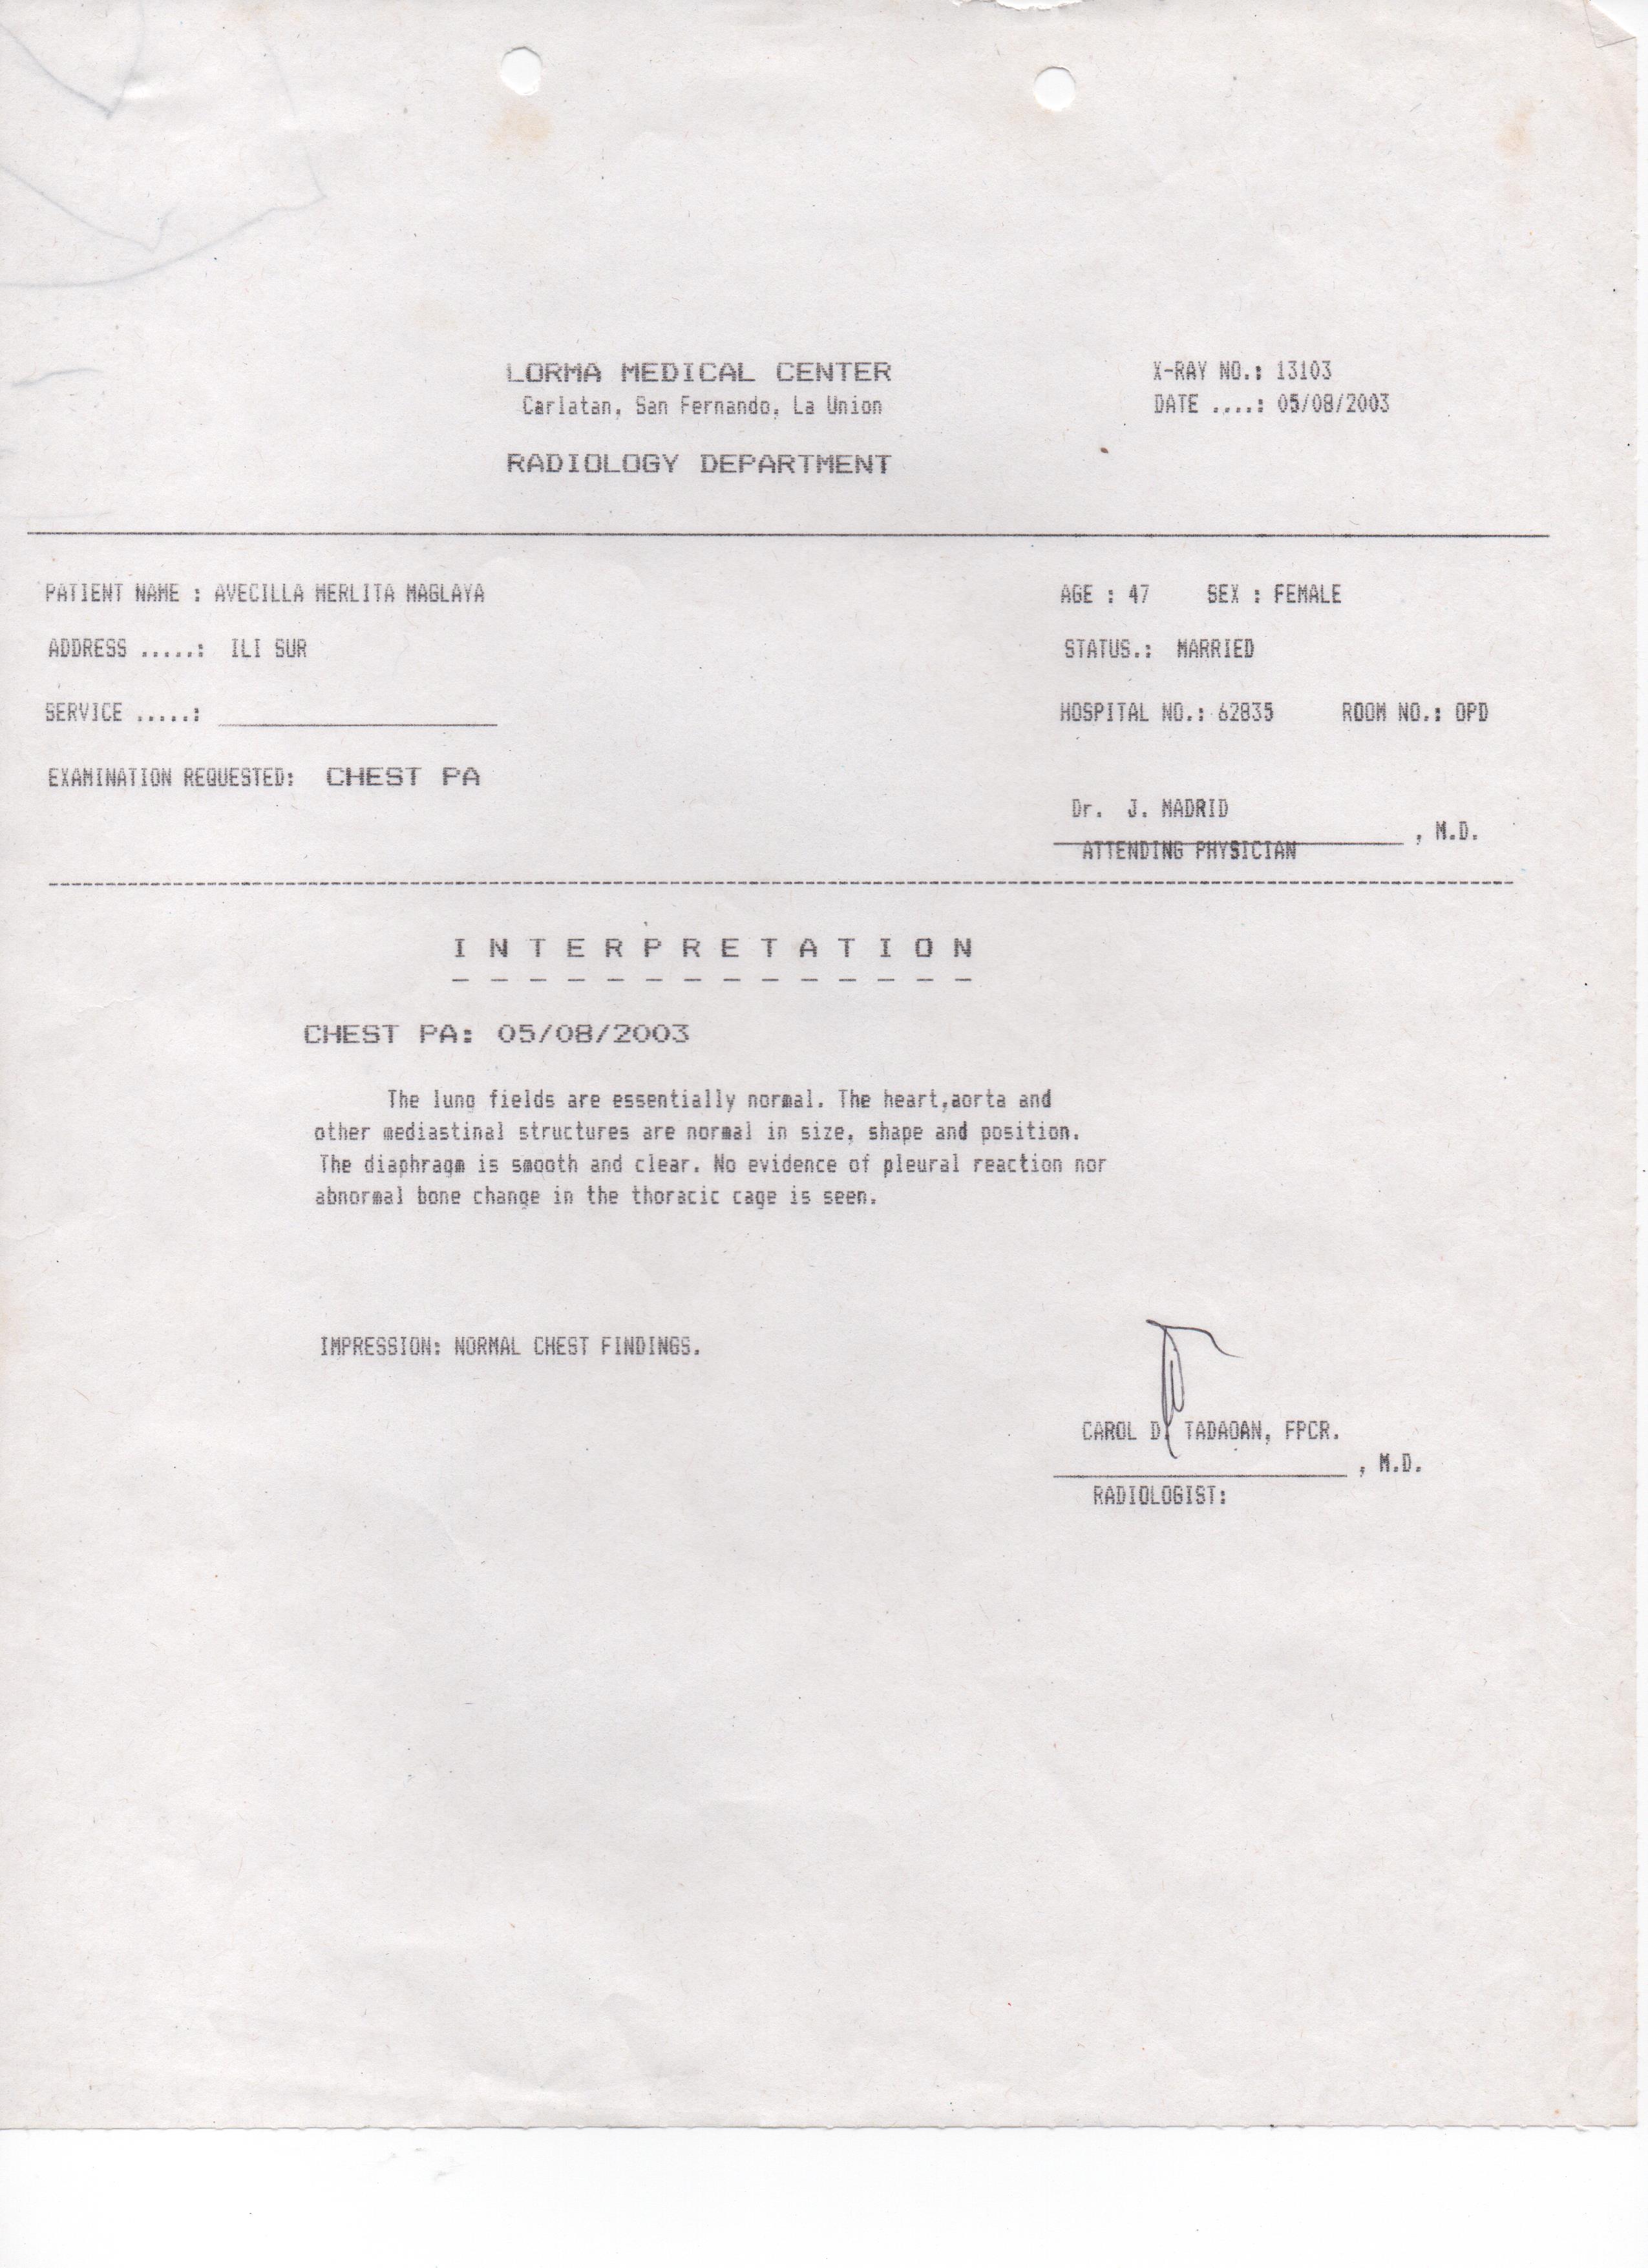 LORMA MEDICAL CENTER
Carlatan, San Fernando, La Union
RADIOLOGY DEPARTMENT
X-RAY NO.: 13103
DATE ....: 05/08/2003
PATIENT NAME : AVECILLA MERLITA MAGLAYA
AGE : 47 SEX : FEMALE
ADDRESS .....: ILI SUR
STATUS.: MARRIED
SERVICE .....:
HOSPITAL NO.: 62835 ROOM NO.: OPD
EXAMINATION REQUESTED: CHEST PA
Dr. J. MADRID
, M.D.
ATTENDING PHYSICIAN
I N T E R P R E T A T I O N
CHEST PA: 05/08/2003
The lung fields are essentially normal. The heart,aorta and
other mediastinal structures are normal in size, shape and position.
The diaphragm is smooth and clear. No evidence of pleural reaction nor
abnormal bone change in the thoracic cage is seen.
IMPRESSION: NORMAL CHEST FINDINGS.
CAROL D. TADAOAN, FPCR.
, M.D.
RADIOLOGIST: